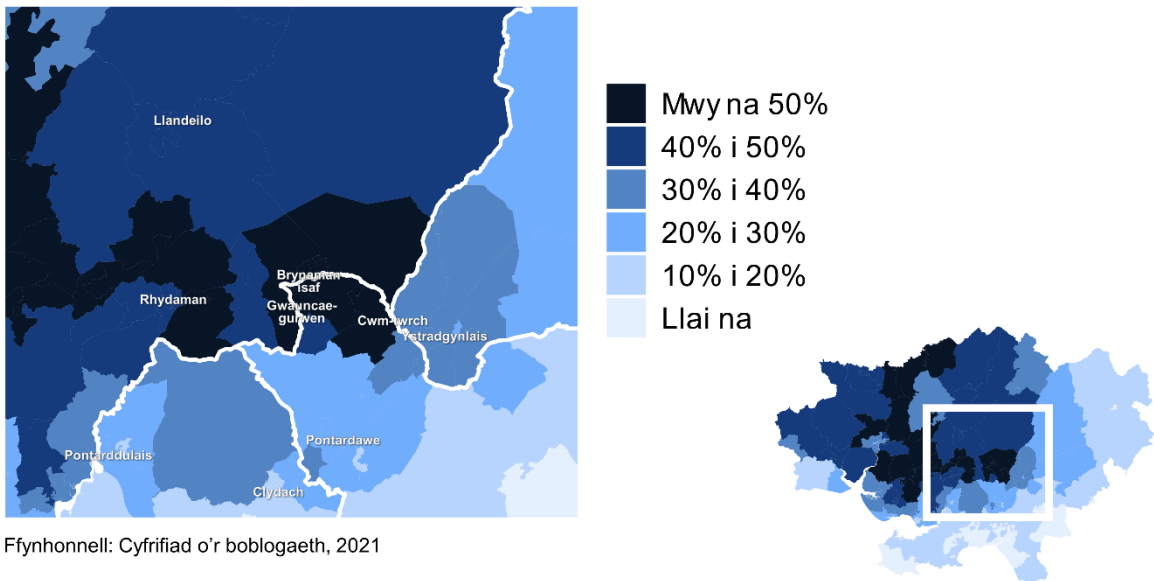 Llandeilo
Brynaman
Isaf
Rhydaman
Gwauncae-
gurwen
Cwm-twrch
Ystradgynlais
Pontardawe
Pontarddulais
Clydach
Mwy na 50%
40% i 50%
30% i 40%
20% i 30%
10% i 20%
Llai na
Ffynhonnell: Cyfrifiad o'r boblogaeth, 2021